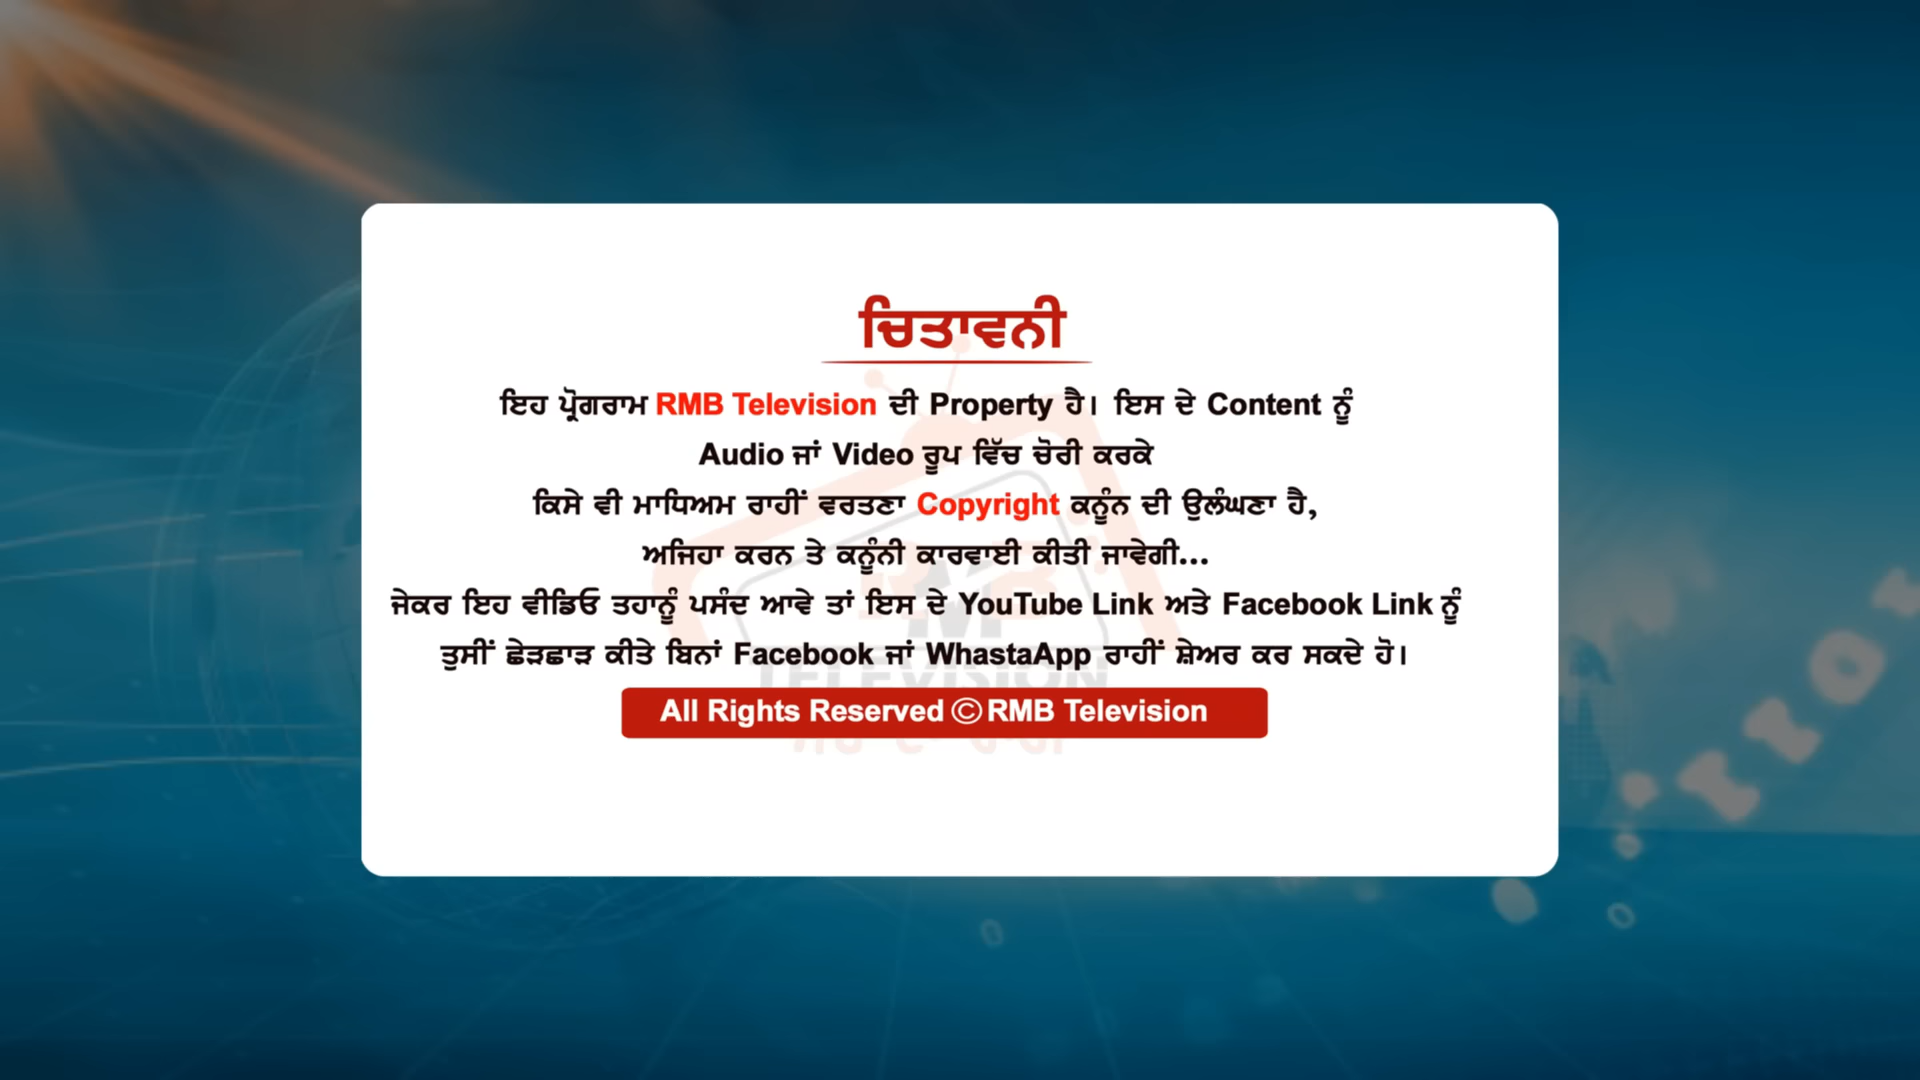 ਚਿਤਾਵਨੀ
ਇਹ ਪ੍ਰੋਗਰਾਮ RMB Television ਦੀ Property ਹੈ। ਇਸ ਦੇ Content ਨੂੰ
Audio ਜਾਂ Video ਰੂਪ ਵਿੱਚ ਚੋਰੀ ਕਰਕੇ
ਕਿਸੇ ਵੀ ਮਾਧਿਅਮ ਰਾਹੀਂ ਵਰਤਣਾ Copyright ਕਨੂੰਨ ਦੀ ਉਲੰਘਣਾ ਹੈ,
ਅਜਿਹਾ ਕਰਨ ਤੇ ਕਨੂੰਨੀ ਕਾਰਵਾਈ ਕੀਤੀ ਜਾਵੇਗੀ...
ਜੇਕਰ ਇਹ ਵੀਡਿਓ ਤਹਾਨੂੰ ਪਸੰਦ ਆਵੇ ਤਾਂ ਇਸ ਦੇ YouTube Link ਅਤੇ Facebook Link ਨੂੰ
ਤੁਸੀਂ ਛੇੜਛਾੜ ਕੀਤੇ ਬਿਨਾਂ Facebook ਜਾਂ WhastaApp ਰਾਹੀਂ ਸ਼ੇਅਰ ਕਰ ਸਕਦੇ ਹੋ।
TELEVISION
All Rights Reserved © RMB Television